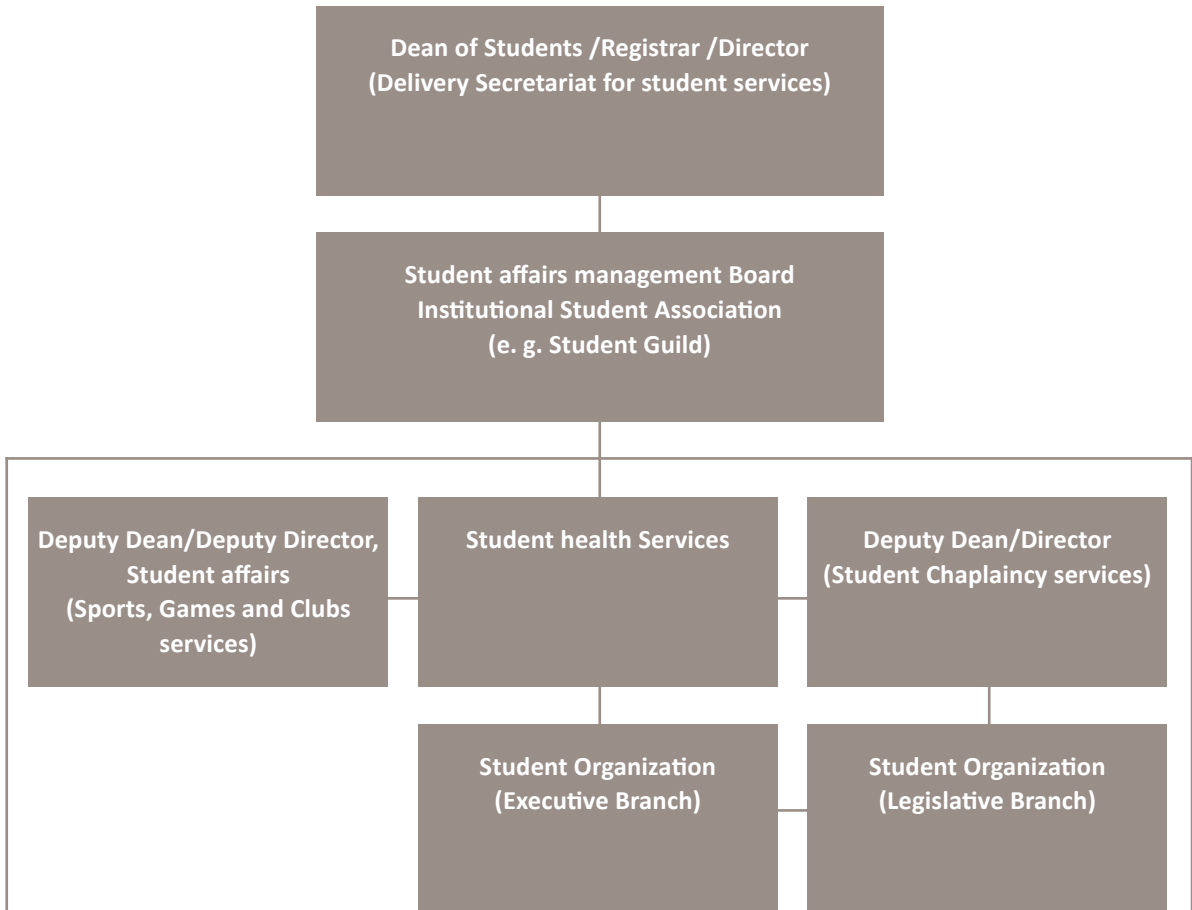 Dean of Students /Registrar /Director
(Delivery Secretariat for student services)
Student affairs management Board
Institutional Student Association
(e. g. Student Guild)
Deputy Dean/Deputy Director,
Student affairs
(Sports, Games and Clubs
services)
Student health Services
Deputy Dean/Director
(Student Chaplaincy services)
Student Organization
(Executive Branch)
Student Organization
(Legislative Branch)